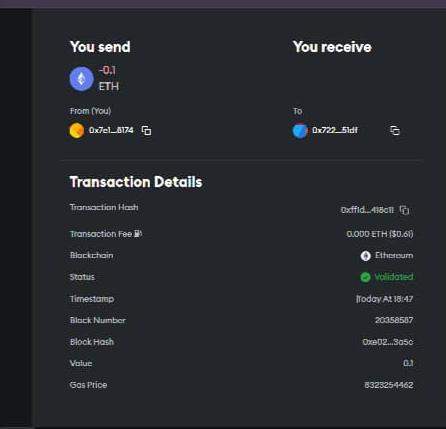 You send You receive
-0.1
ETH
From (You) To
0x7e1...8174 0x722...51df
Transaction Details
Transaction Hash 0xff1d...418c11
Transaction Fee 0.000 ETH ($0.61)
Blockchain Ethereum
Status Validated
Timestamp Today At 18:47
Block Number 20358587
Block Hash 0xe02...3a5c
Value 0.1
Gas Price 8323254462